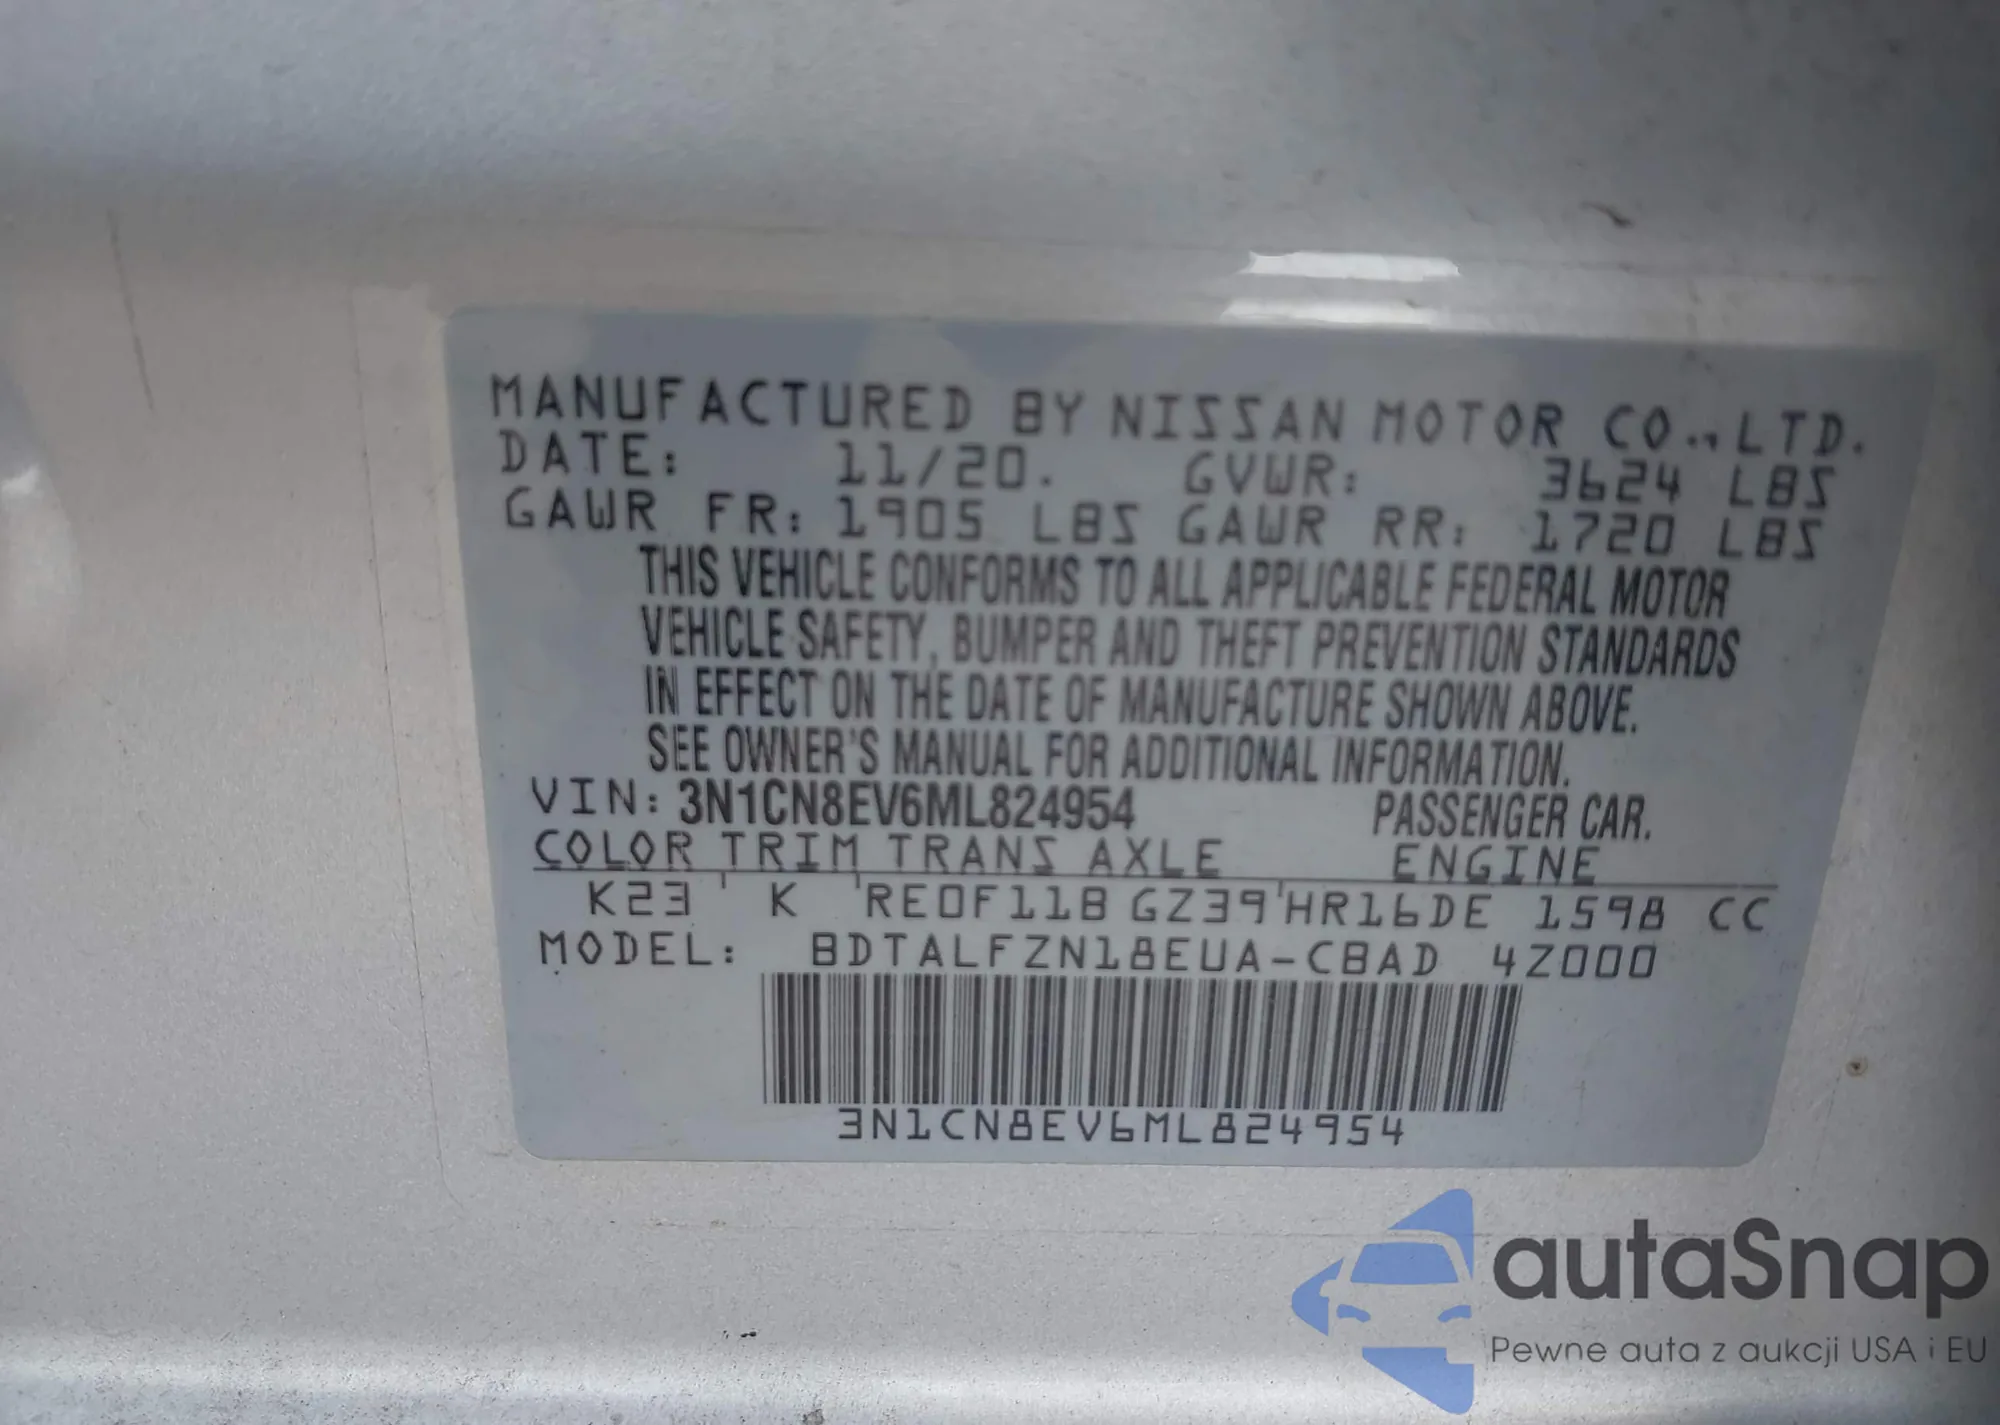 MANUFACTURED BY NISSAN MOTOR CO., LTD.
DATE: 11/20. GVWR: 3624 LBS
GAWR FR: 1905 LBS GAWR RR: 1720 LBS
THIS VEHICLE CONFORMS TO ALL APPLICABLE FEDERAL MOTOR
VEHICLE SAFETY, BUMPER AND THEFT PREVENTION STANDARDS
IN EFFECT ON THE DATE OF MANUFACTURE SHOWN ABOVE.
SEE OWNER'S MANUAL FOR ADDITIONAL INFORMATION.
VIN: 3N1CN8EV6ML824954 PASSENGER CAR.
COLOR TRIM TRANS AXLE ENGINE
K23 K RE0F11B GZ39 HR16DE 1598 CC
MODEL: BDTALFZN18EUA-CBAD 4Z000
3N1CN8EV6ML824954
autaSnap
Pewne auta z aukcji USA i EU